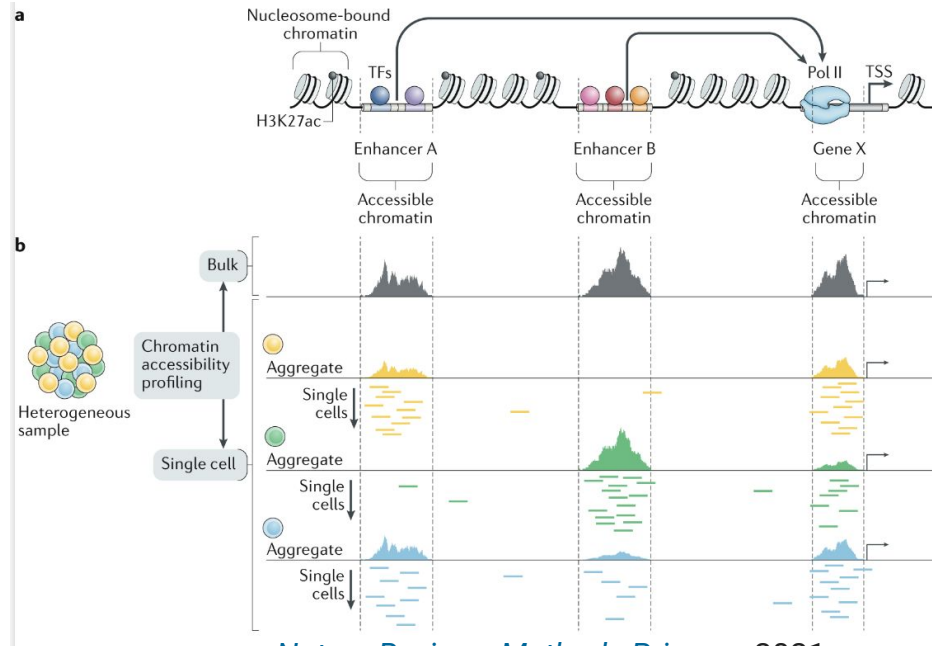 a
Nucleosome-bound
chromatin
TFs
Pol II
TSS
H3K27ac
Enhancer A
Enhancer B
Gene X
Accessible
chromatin
Accessible
chromatin
Accessible
chromatin
b
Bulk
Chromatin
accessibility
profiling
Heterogeneous
sample
Single cell
Aggregate
Single
cells
Aggregate
Single
cells
Aggregate
Single
cells